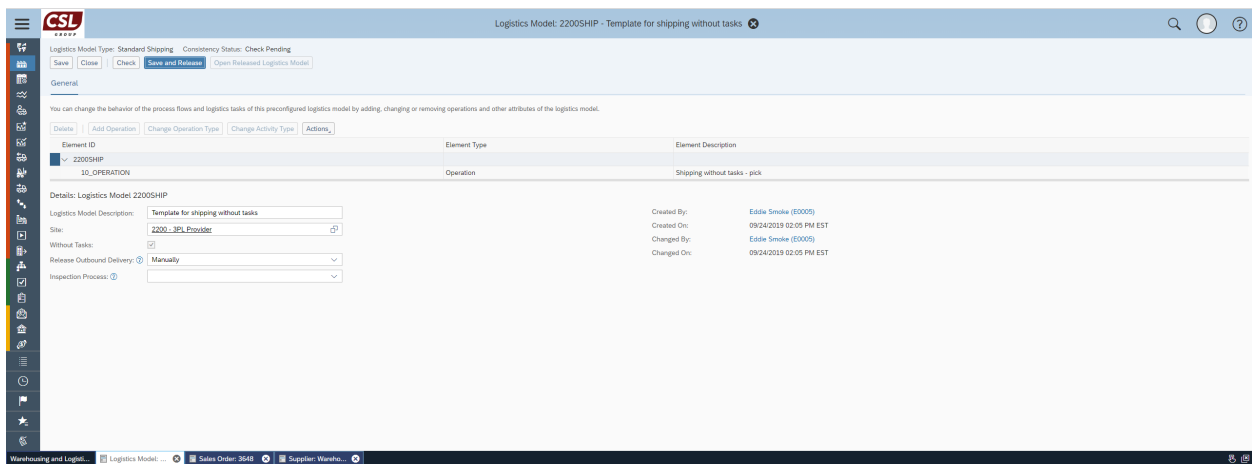 CSL
GROUP
Logistics Model: 2200SHIP - Template for shipping without tasks
Logistics Model Type: Standard Shipping Consistency Status: Check Pending
Save Close Check Save and Release Open Released Logistics Model
General
You can change the behavior of the process flows and logistics tasks of this preconfigured logistics model by adding, changing or removing operations and other attributes of the logistics model.
Delete Add Operation Change Operation Type Change Activity Type Actions
Element ID Element Type Element Description
2200SHIP
10_OPERATION Operation Shipping without tasks - pick
Details: Logistics Model 2200SHIP
Logistics Model Description: Template for shipping without tasks Created By: Eddie Smoke (E0005)
Site: 2200 - 3PL Provider Created On: 09/24/2019 02:05 PM EST
Without Tasks: Changed By: Eddie Smoke (E0005)
Release Outbound Delivery: Manually Changed On: 09/24/2019 02:05 PM EST
Inspection Process:
Warehousing and Logisti... Logistics Model: ... Sales Order: 3648 Supplier: Wareho...